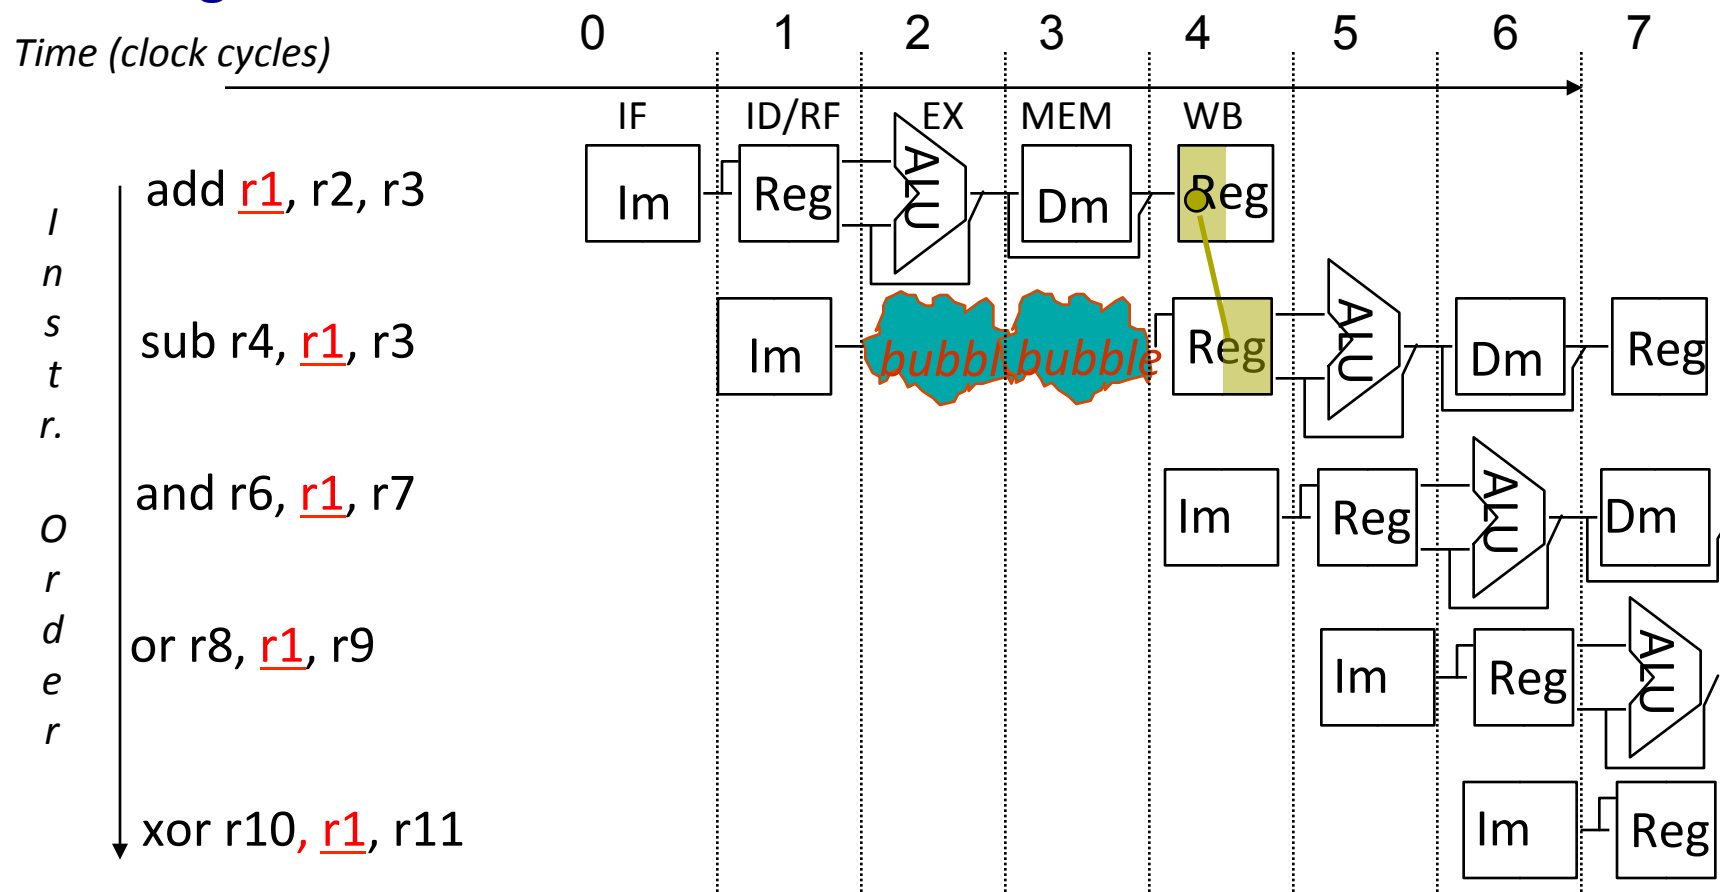 0 1 2 3 4 5 6 7
Time (clock cycles)
IF ID/RF EX MEM WB
add r1, r2, r3 Im Reg ALU Dm Reg
sub r4, r1, r3 Im bubbl bubble Reg ALU Dm Reg
and r6, r1, r7 Im Reg ALU Dm
or r8, r1, r9 Im Reg ALU
xor r10, r1, r11 Im Reg
Instr.
Order